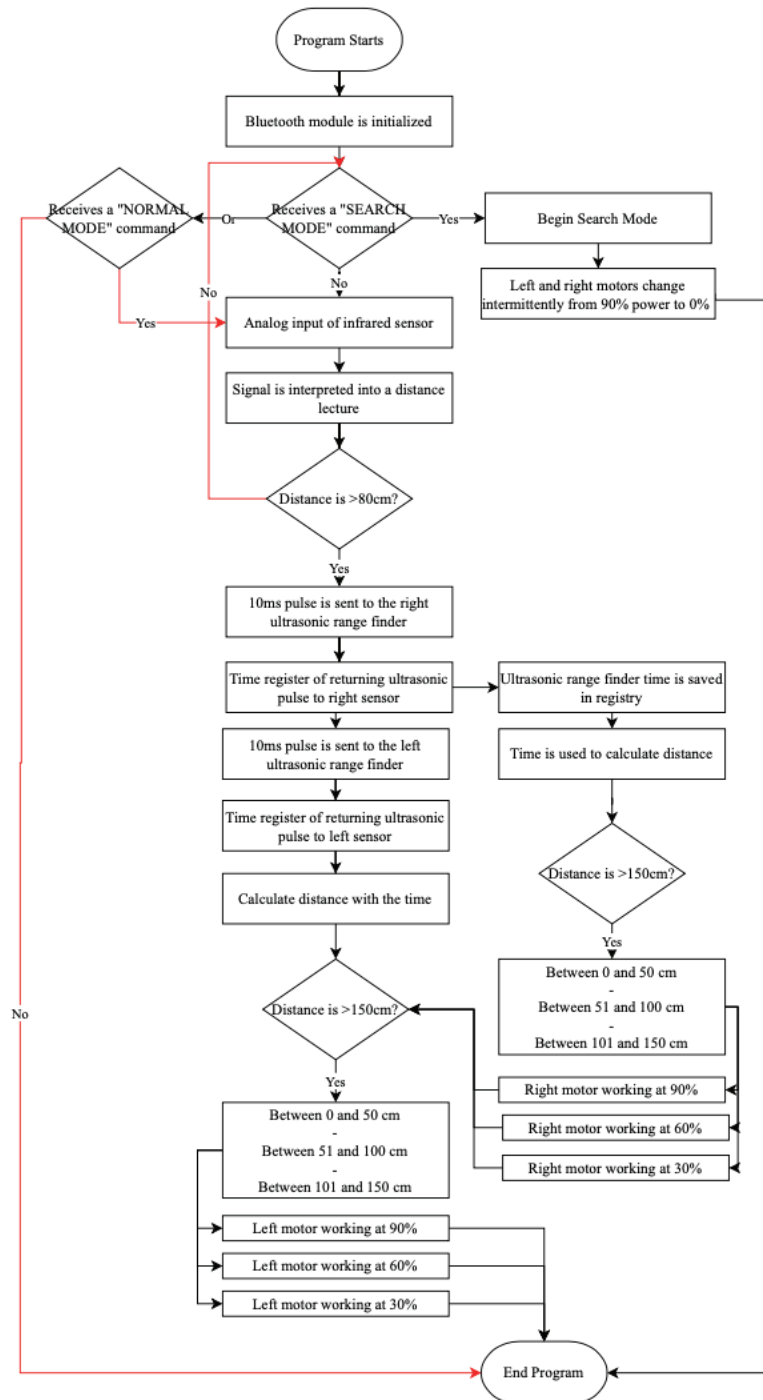 Program Starts
Bluetooth module is initialized
Receives a "NORMAL
MODE" command
Or
Receives a "SEARCH
MODE" command
Yes
Begin Search Mode
No
No
Left and right motors change
intermittently from 90% power to 0%
Yes
Analog input of infrared sensor
Signal is interpreted into a distance
lecture
Distance is >80cm?
Yes
10ms pulse is sent to the right
ultrasonic range finder
Time register of returning ultrasonic
pulse to right sensor
Ultrasonic range finder time is saved
in registry
10ms pulse is sent to the left
ultrasonic range finder
Time is used to calculate distance
Time register of returning ultrasonic
pulse to left sensor
Distance is >150cm?
Calculate distance with the time
Yes
Between 0 and 50 cm
-
Between 51 and 100 cm
-
Between 101 and 150 cm
No
Distance is >150cm?
Right motor working at 90%
Right motor working at 60%
Right motor working at 30%
Yes
Between 0 and 50 cm
-
Between 51 and 100 cm
-
Between 101 and 150 cm
Left motor working at 90%
Left motor working at 60%
Left motor working at 30%
End Program